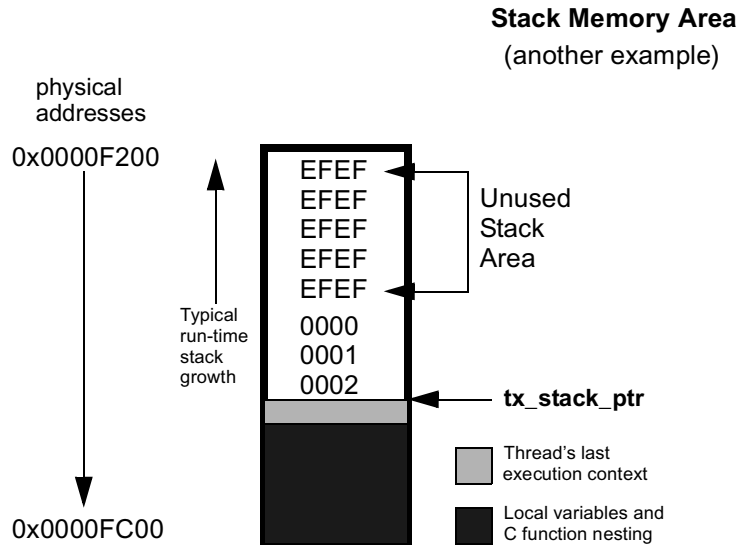 Stack Memory Area
(another example)
physical
addresses
0x0000F200
EFEF
EFEF
EFEF
EFEF
EFEF
Unused
Stack
Area
Typical
run-time
stack
growth
0000
0001
0002
tx_stack_ptr
Thread's last
execution context
0x0000FC00
Local variables and
C function nesting